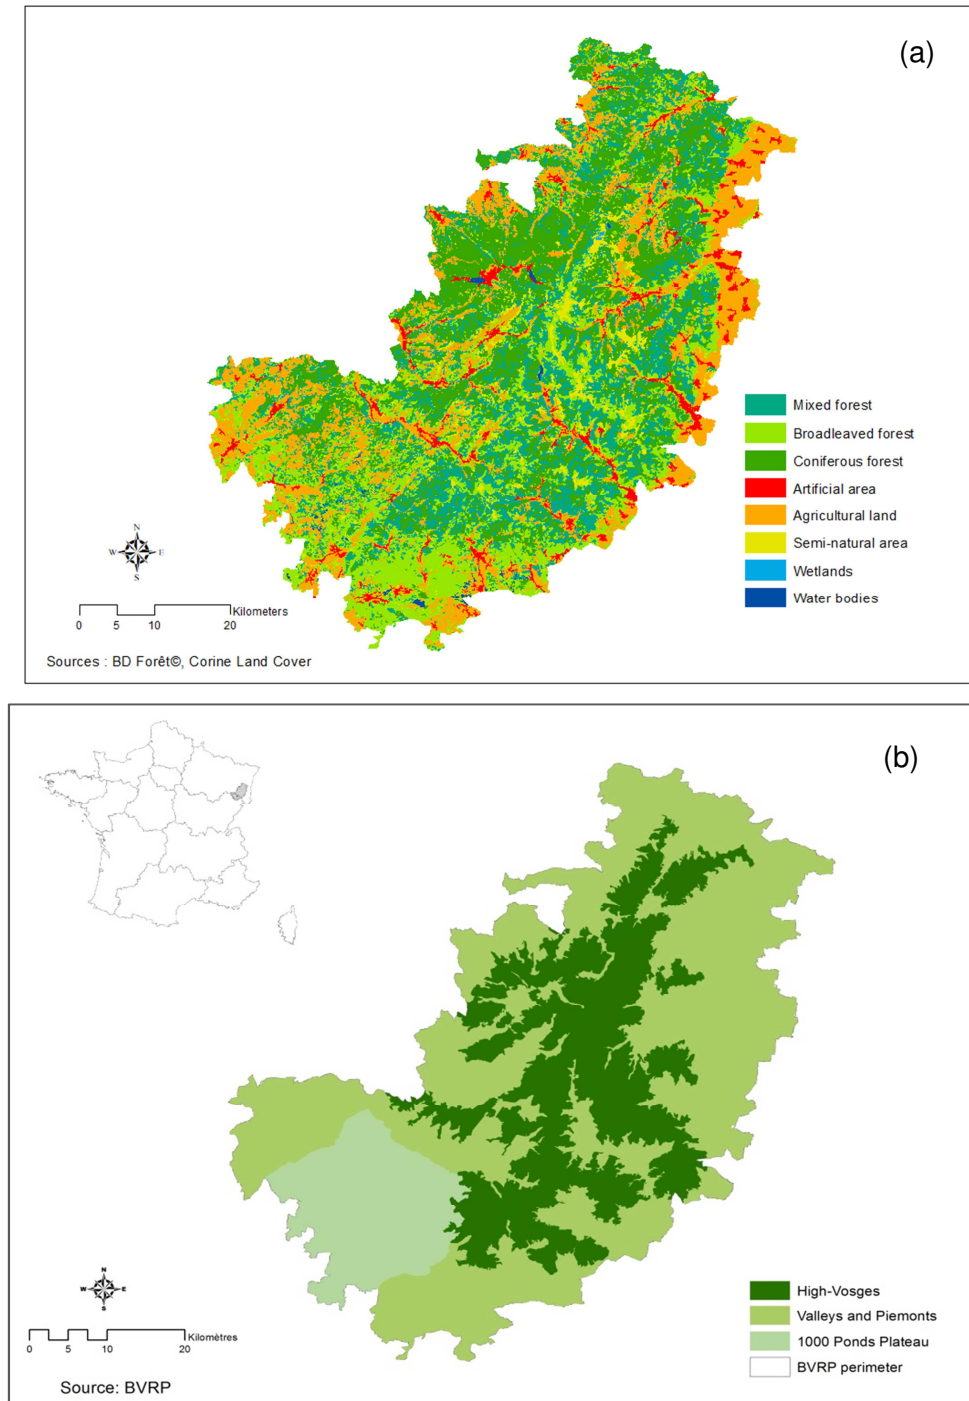 (a)
Mixed forest
Broadleaved forest
Coniferous forest
Artificial area
Agricultural land
Semi-natural area
Wetlands
Water bodies
N
W E
S
Kilometers
0 5 10 20
Sources : BD Forêt©, Corine Land Cover
(b)
N
W E
S
Kilomètres
0 5 10 20
Source: BVRP
High-Vosges
Valleys and Piemonts
1000 Ponds Plateau
BVRP perimeter